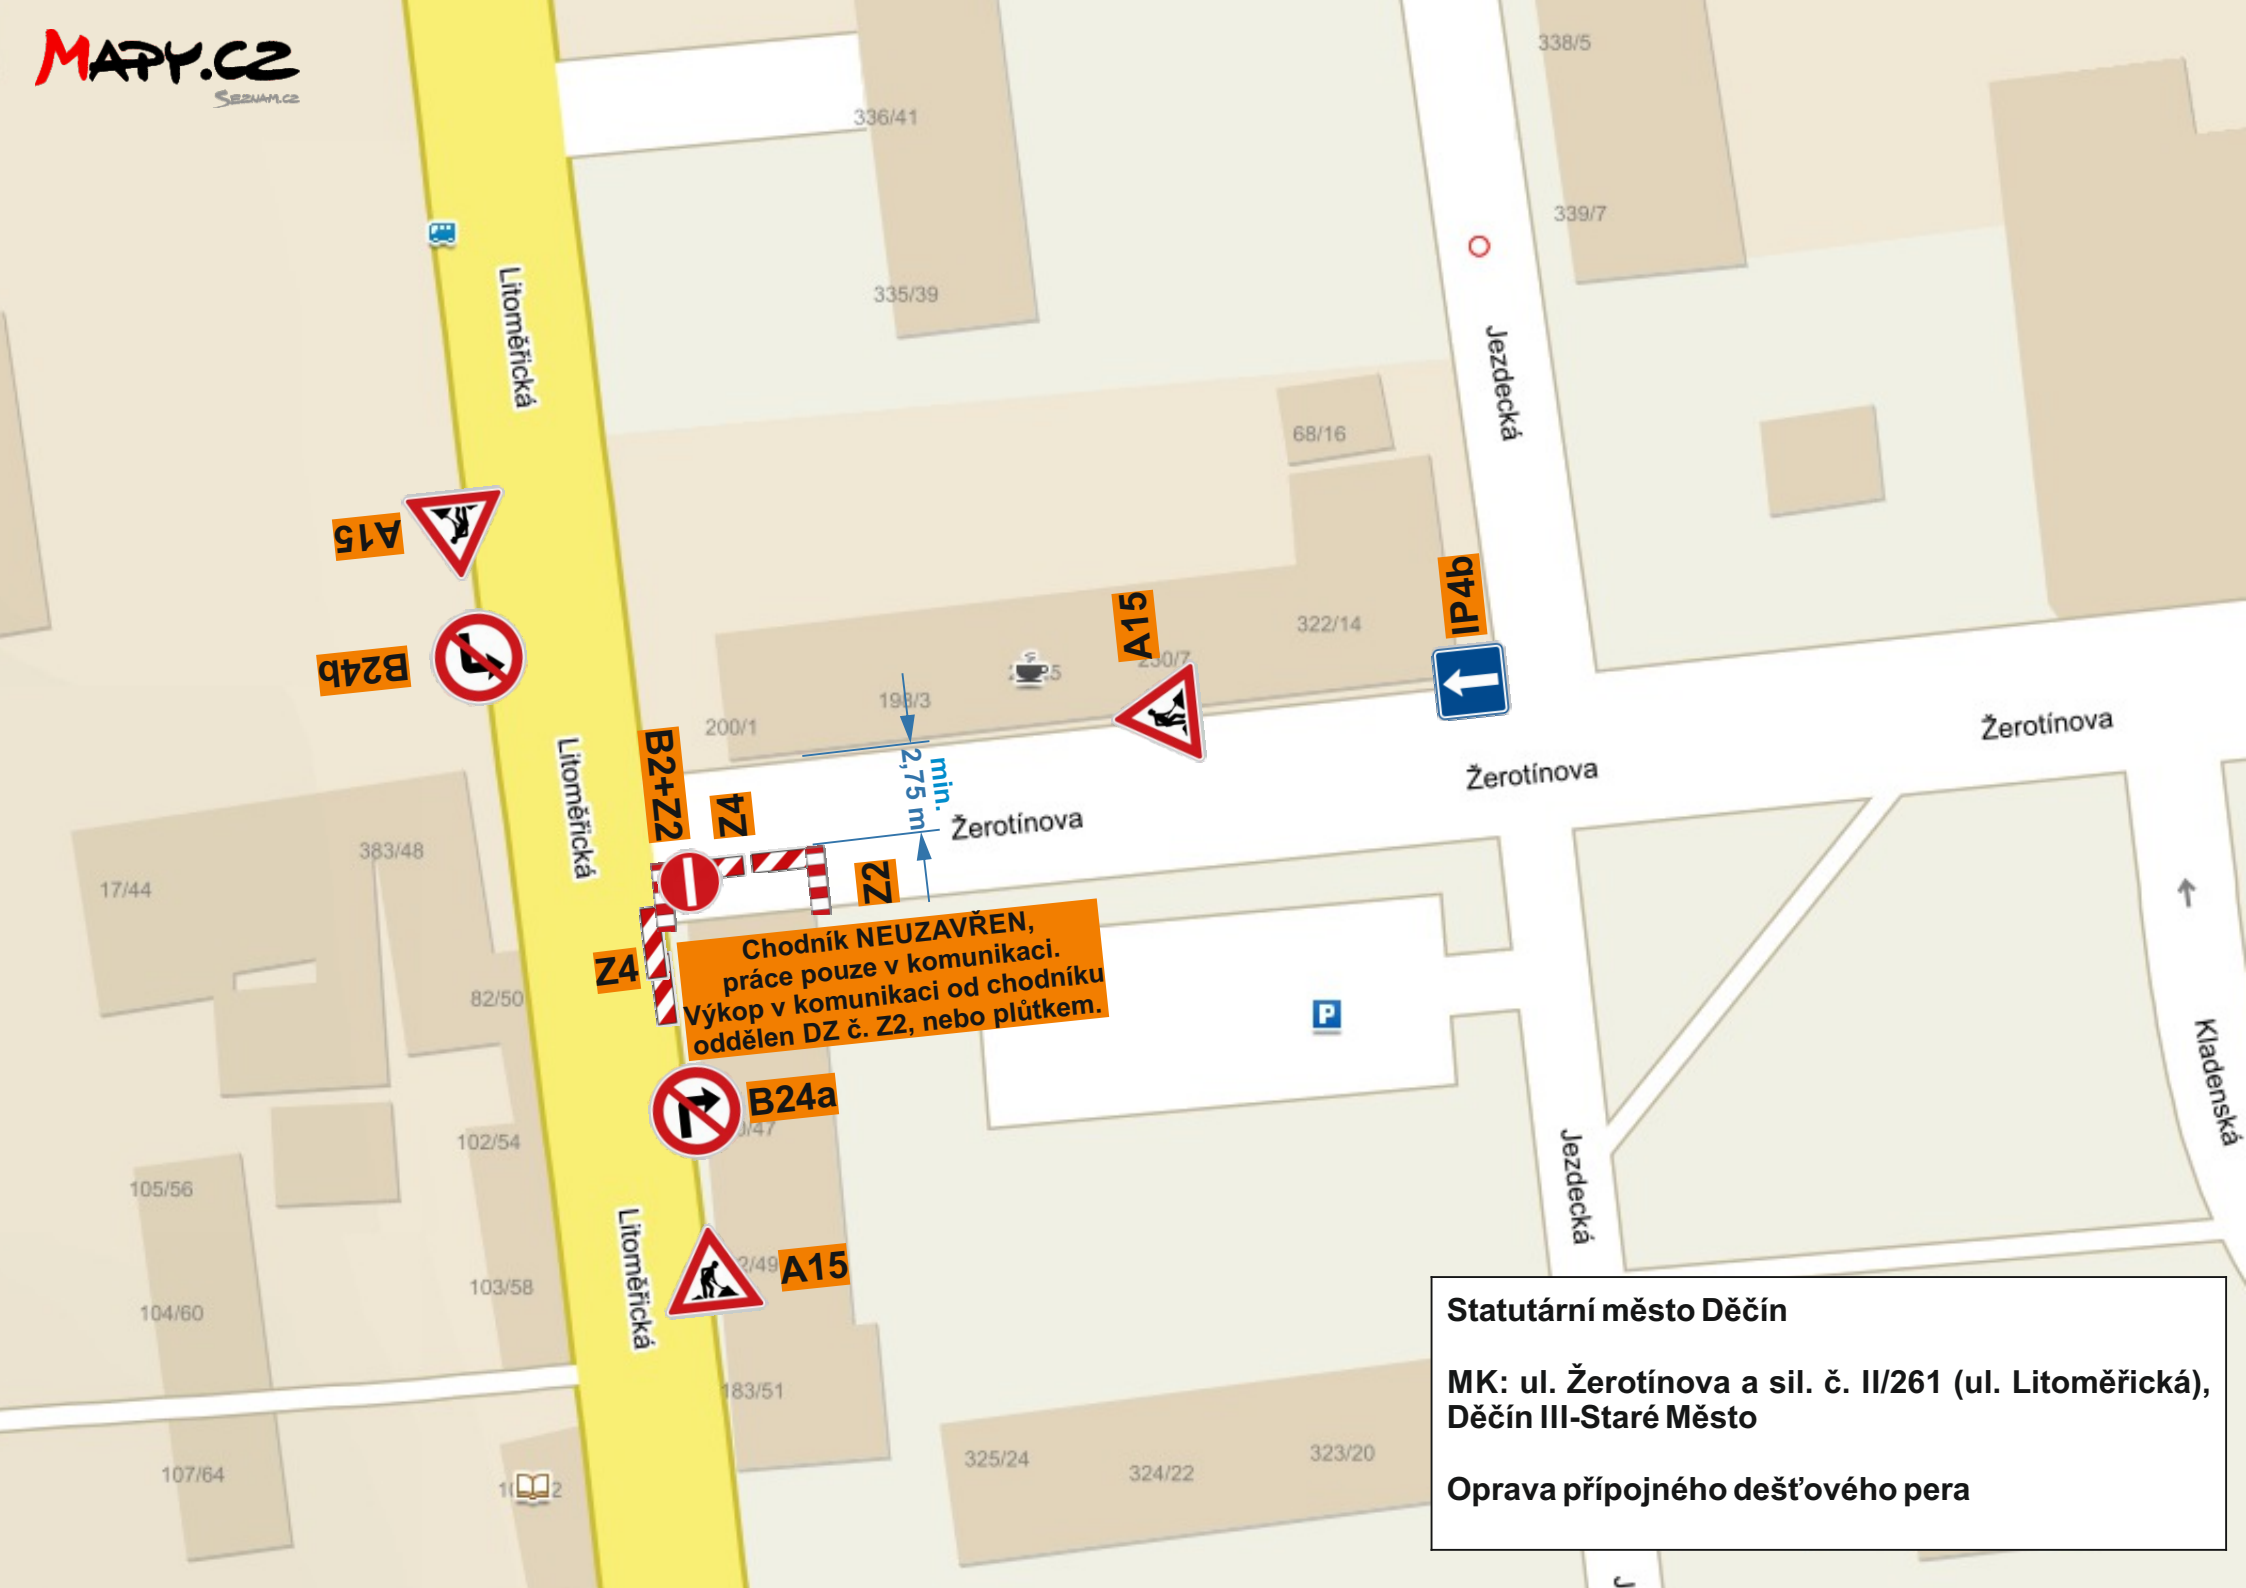 MAPY.CZ
SEZNAM.CZ
338/5
336/41
339/7
335/39
Litoměřická
Jezdecká
68/16
A15
B24b
A15
IP4b
322/14
230/7
198/3
200/1
Žerotínova
Žerotínova
B2+Z2
Z4
min.
2,75 m
Žerotínova
Litoměřická
383/48
17/44
Z2
Z4
Chodník NEUZAVŘEN,
práce pouze v komunikaci.
Výkop v komunikaci od chodníku
oddělen DZ č. Z2, nebo plůtkem.
82/50
P
Kladenská
B24a
102/54
105/56
Jezdecká
Litoměřická
A15
103/58
104/60
183/51
325/24
324/22
323/20
107/64
Statutární město Děčín
MK: ul. Žerotínova a sil. č. II/261 (ul. Litoměřická),
Děčín III-Staré Město
Oprava přípojného dešťového pera